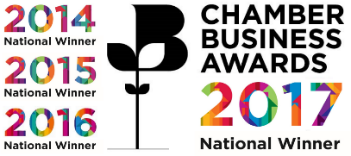 2014
National Winner
2015
National Winner
2016
National Winner
CHAMBER
BUSINESS
AWARDS
2017
National Winner